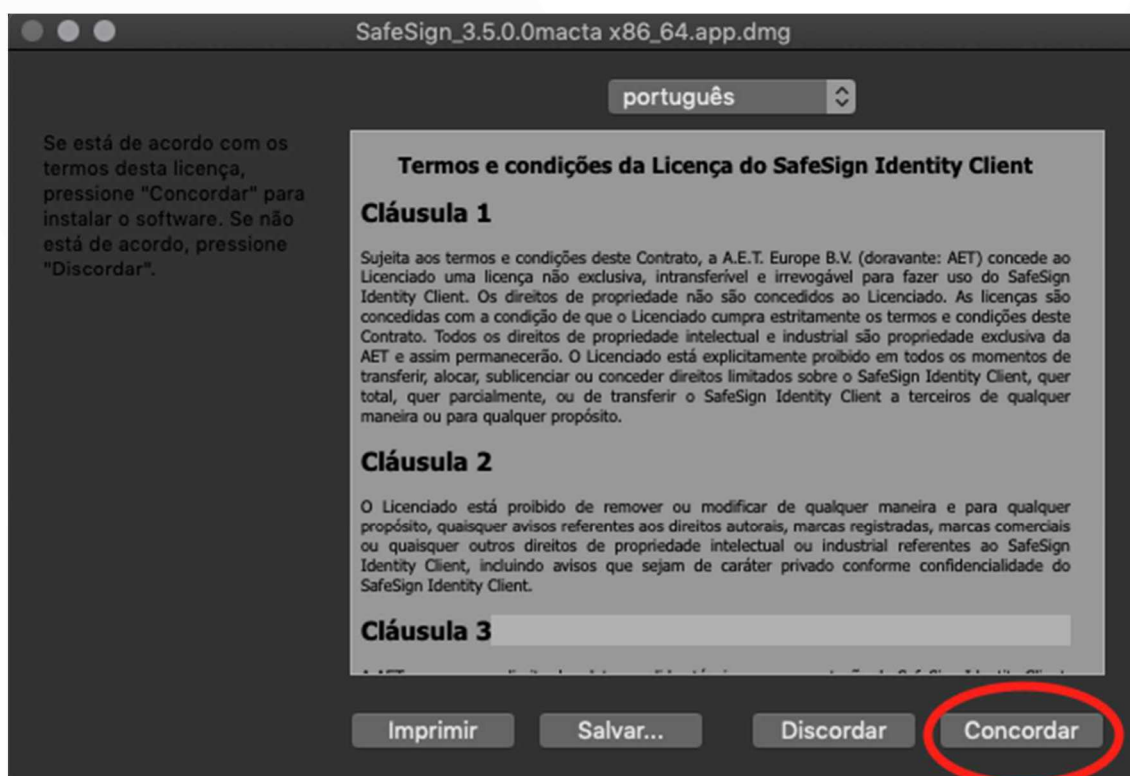 SafeSign_3.5.0.0macta x86_64.app.dmg
português
Se está de acordo com os
termos desta licença,
pressione "Concordar" para
instalar o software. Se não
está de acordo, pressione
"Discordar".
Termos e condições da Licença do SafeSign Identity Client
Cláusula 1
Sujeita aos termos e condições deste Contrato, a A.E.T. Europe B.V. (doravante: AET) concede ao
Licenciado uma licença não exclusiva, intransferível e irrevogável para fazer uso do SafeSign
Identity Client. Os direitos de propriedade não são concedidos ao Licenciado. As licenças são
concedidas com a condição de que o Licenciado cumpra estritamente os termos e condições deste
Contrato. Todos os direitos de propriedade intelectual e industrial são propriedade exclusiva da
AET e assim permanecerão. O Licenciado está explicitamente proibido em todos os momentos de
transferir, alocar, sublicenciar ou conceder direitos limitados sobre o SafeSign Identity Client, quer
total, quer parcialmente, ou de transferir o SafeSign Identity Client a terceiros de qualquer
maneira ou para qualquer propósito.
Cláusula 2
O Licenciado está proibido de remover ou modificar de qualquer maneira e para qualquer
propósito, quaisquer avisos referentes aos direitos autorais, marcas registradas, marcas comerciais
ou quaisquer outros direitos de propriedade intelectual ou industrial referentes ao SafeSign
Identity Client, incluindo avisos que sejam de caráter privado conforme confidencialidade do
SafeSign Identity Client.
Cláusula 3
Imprimir
Salvar...
Discordar
Concordar